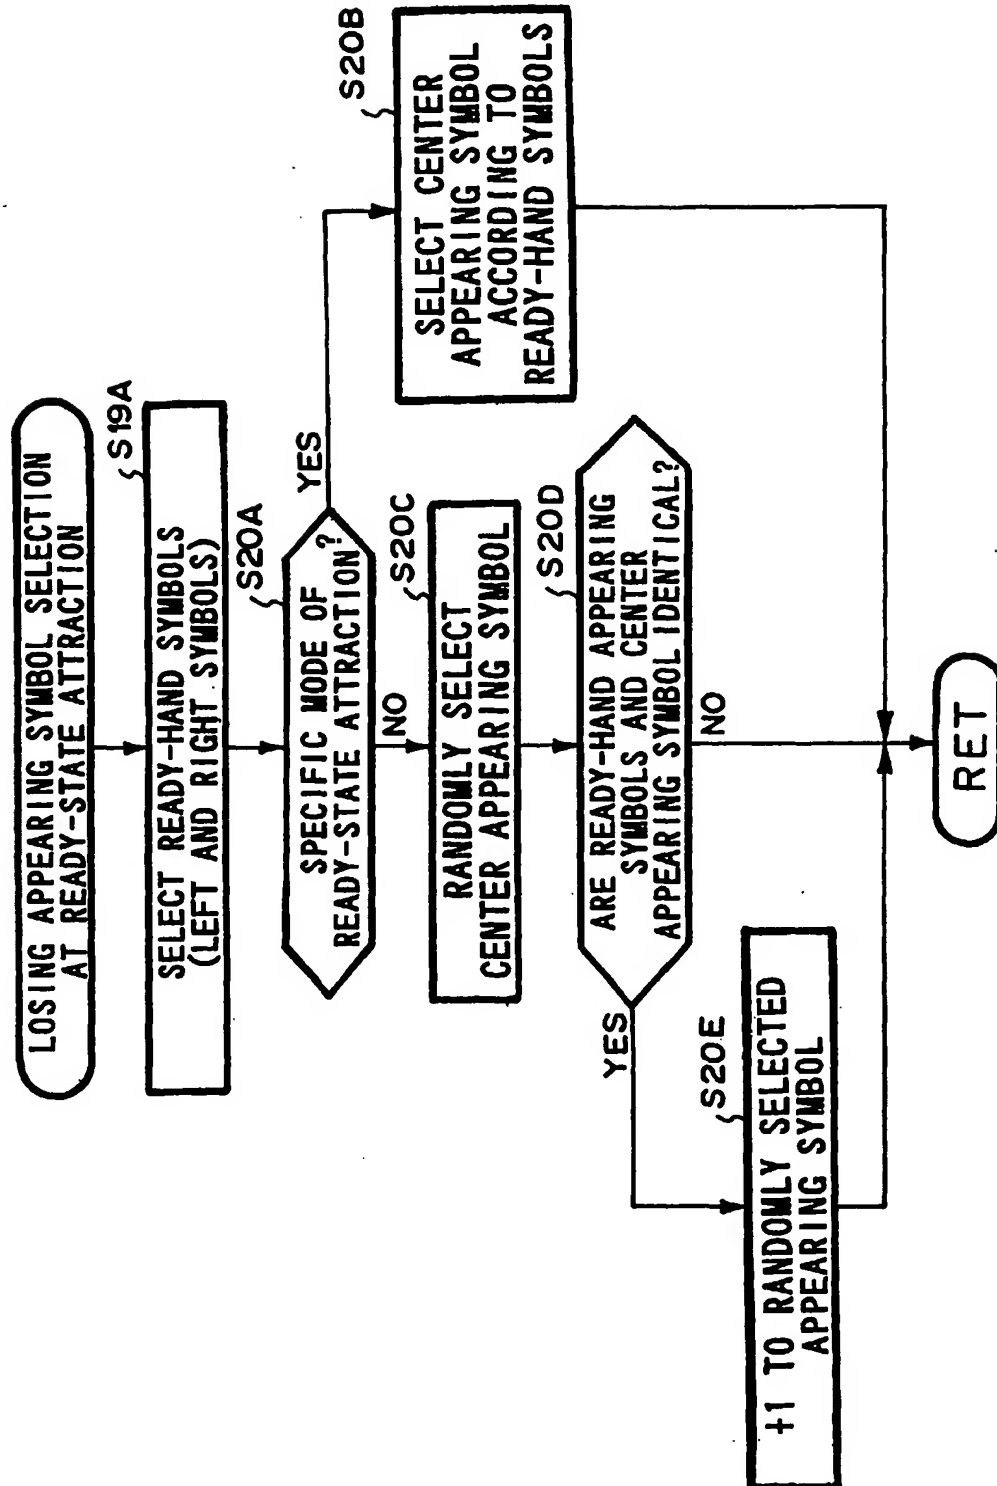 LOSING APPEARING SYMBOL SELECTION
AT READY-STATE ATTRACTION
S19A
SELECT READY-HAND SYMBOLS
(LEFT AND RIGHT SYMBOLS)
S20A
SPECIFIC MODE OF
READY-STATE ATTRACTION?
YES
NO
S20B
SELECT CENTER
APPEARING SYMBOL
ACCORDING TO
READY-HAND SYMBOLS
S20C
RANDOMLY SELECT
CENTER APPEARING SYMBOL
S20D
ARE READY-HAND APPEARING
SYMBOLS AND CENTER
APPEARING SYMBOL IDENTICAL?
YES
NO
S20E
+1 TO RANDOMLY SELECTED
APPEARING SYMBOL
RET